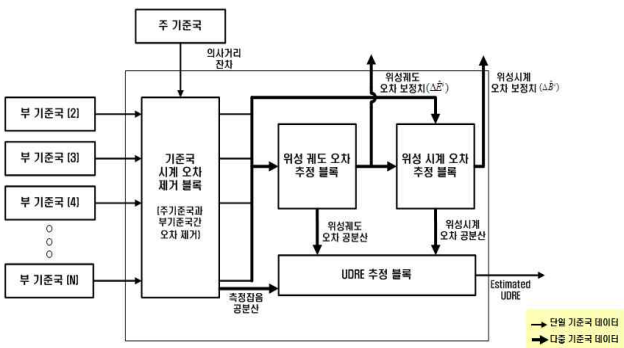 주 기준국
의사거리
잔차
위성궤도
오차 보정치(ΔÊˢ)
위성시계
오차 보정치(ΔB̂ˢ)
부 기준국 [2]
부 기준국 [3]
부 기준국 [4]
부 기준국 [N]
기준국
시계 오차
제거 블록
[주기준국과
부기준국간
오차 제거]
위성 궤도 오차
추정 블록
위성 시계 오차
추정 블록
위성궤도
오차 공분산
위성시계
오차 공분산
UDRE 추정 블록
측정잡음
공분산
Estimated
UDRE
단일 기준국 데이터
다중 기준국 데이터